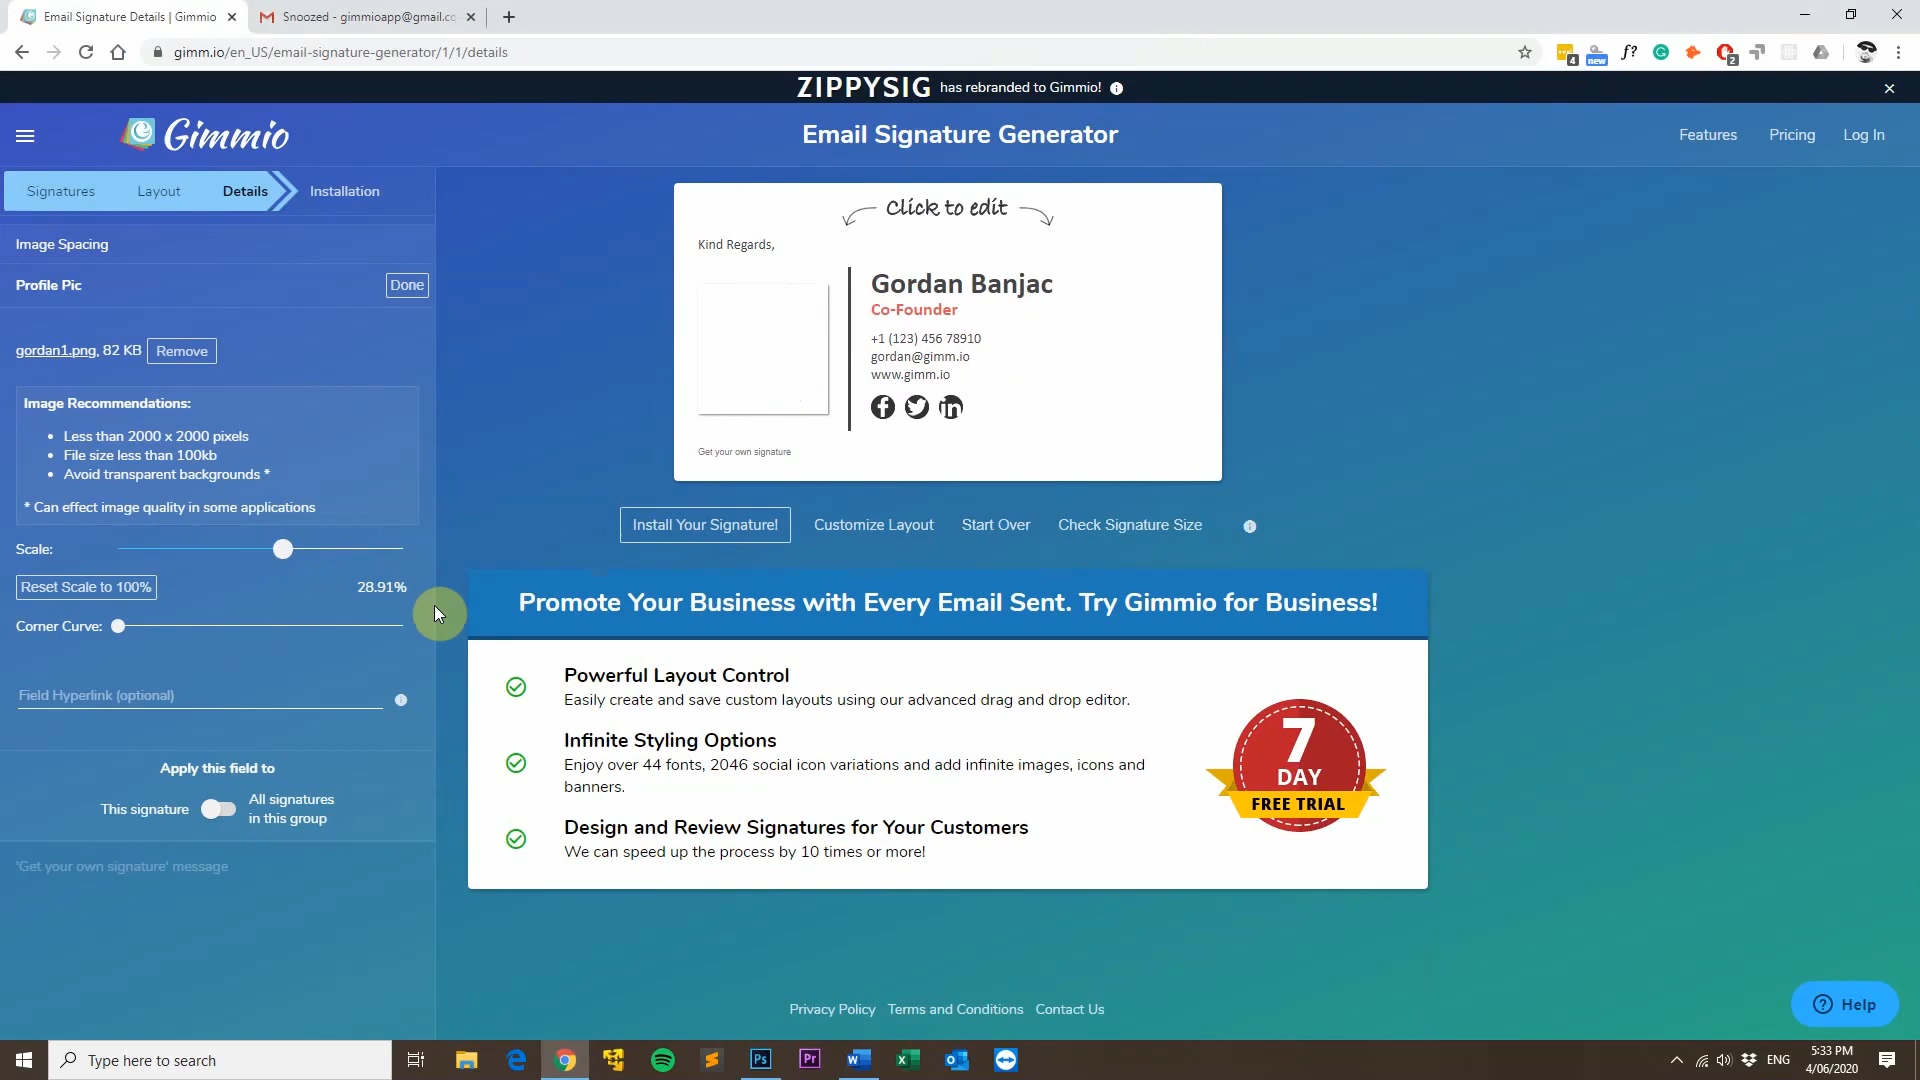 Email Signature Details | Gimmio
Snoozed - gimmioapp@gmail.co
gimm.io/en_US/email-signature-generator/1/1/details
f?
4
new
2
ZIPPYSIG has rebranded to Gimmio!
Gimmio
Email Signature Generator
Features
Pricing
Log In
Signatures
Layout
Details
Installation
Image Spacing
Profile Pic
Done
gordan1.png, 82 KB
Remove
Image Recommendations:
• Less than 2000 x 2000 pixels
• File size less than 100kb
• Avoid transparent backgrounds *
* Can effect image quality in some applications
Scale:
Reset Scale to 100%
28.91%
Corner Curve:
Field Hyperlink (optional)
Apply this field to
This signature
All signatures
in this group
'Get your own signature' message
Click to edit
Kind Regards,
Gordan Banjac
Co-Founder
+1 (123) 456 78910
gordan@gimm.io
www.gimm.io
Get your own signature
Install Your Signature!
Customize Layout
Start Over
Check Signature Size
Promote Your Business with Every Email Sent. Try Gimmio for Business!
Powerful Layout Control
Easily create and save custom layouts using our advanced drag and drop editor.
Infinite Styling Options
Enjoy over 44 fonts, 2046 social icon variations and add infinite images, icons and
banners.
Design and Review Signatures for Your Customers
We can speed up the process by 10 times or more!
7
DAY
FREE TRIAL
Privacy Policy
Terms and Conditions
Contact Us
Help
Type here to search
Ps
Pr
ENG
5:33 PM
4/06/2020